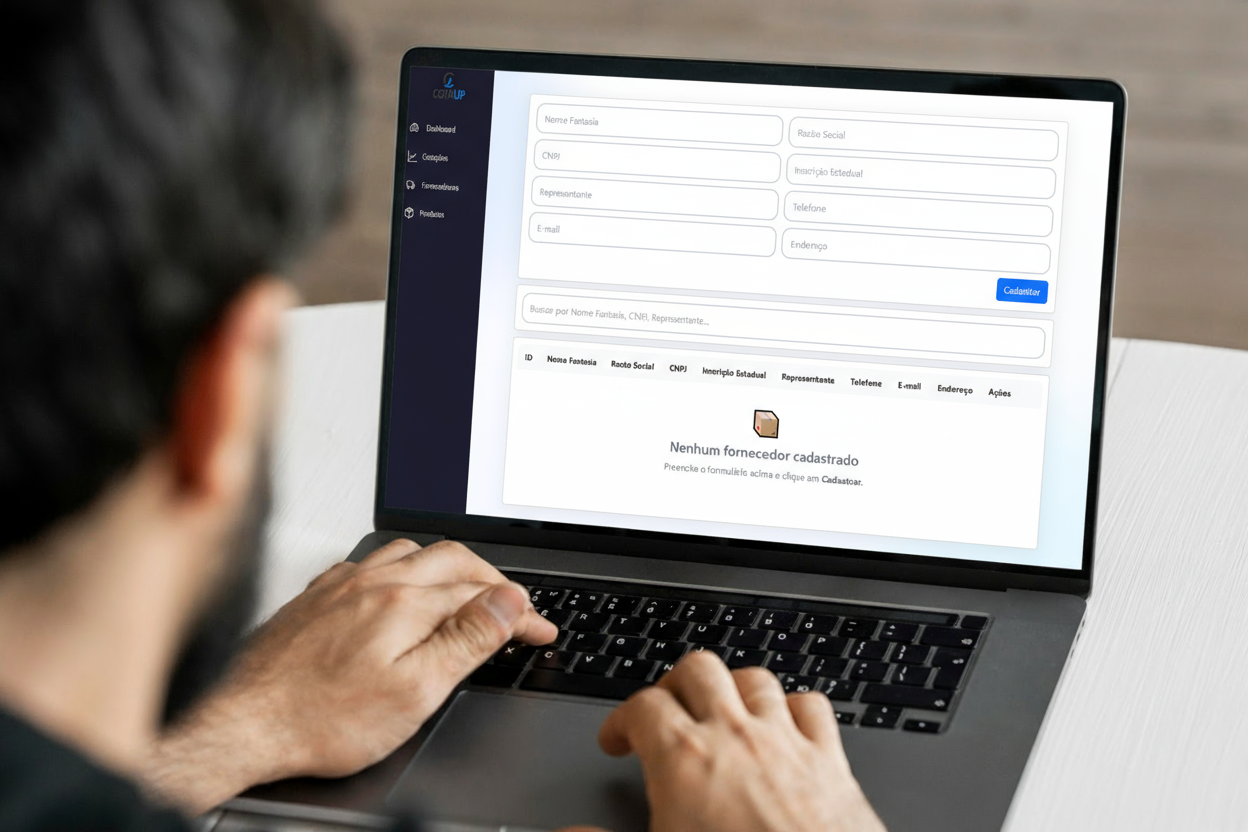 COTAUP
Dashboard
Cotações
Fornecedores
Produtos
Nome Fantasia
Razão Social
CNPJ
Inscrição Estadual
Representante
Telefone
E-mail
Endereço
Cadastrar
Buscar por Nome Fantasia, CNPJ, Representante...
ID Nome Fantasia Razão Social CNPJ Inscrição Estadual Representante Telefone E-mail Endereço Ações
Nenhum fornecedor cadastrado
Preencha o formulário acima e clique em Cadastrar.